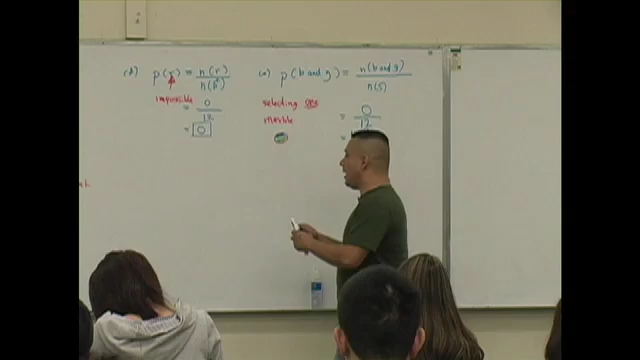 (d) P(r) = n(r)/n(S)
impossible
= 0/12
= 0
(e) P(b and g) = n(b and g)/n(S)
selecting one
marble
= 0/12
=